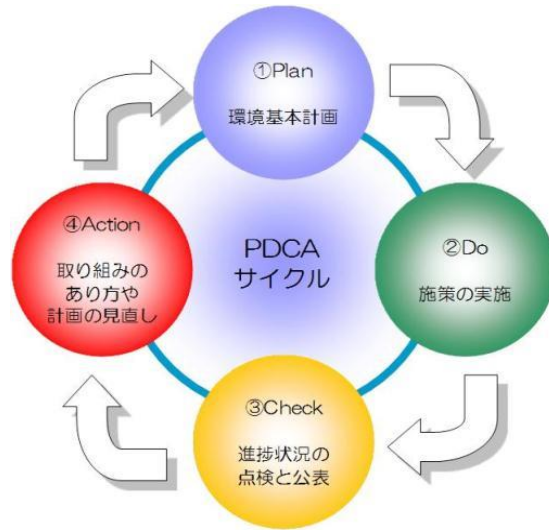 ①Plan
環境基本計画
②Do
施策の実施
③Check
進捗状況の
点検と公表
④Action
取り組みの
あり方や
計画の見直し
PDCA
サイクル